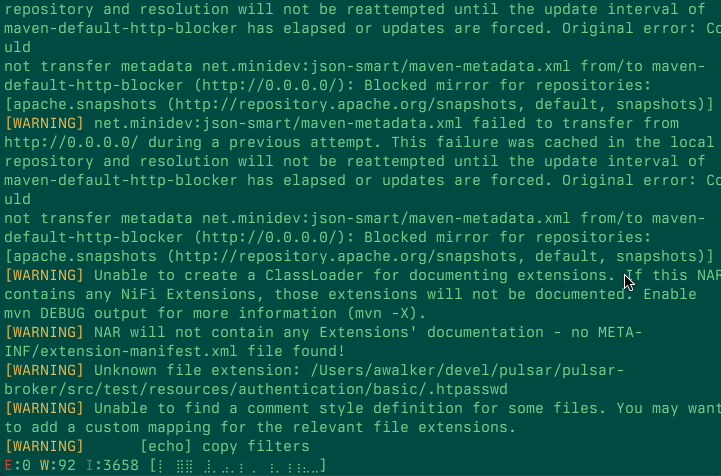 repository and resolution will not be reattempted until the update interval of
maven-default-http-blocker has elapsed or updates are forced. Original error: Co
uld
not transfer metadata net.minidev:json-smart/maven-metadata.xml from/to maven-
default-http-blocker (http://0.0.0.0/): Blocked mirror for repositories:
[apache.snapshots (http://repository.apache.org/snapshots, default, snapshots)]
[WARNING] net.minidev:json-smart/maven-metadata.xml failed to transfer from
http://0.0.0.0/ during a previous attempt. This failure was cached in the local
repository and resolution will not be reattempted until the update interval of
maven-default-http-blocker has elapsed or updates are forced. Original error: Co
uld
not transfer metadata net.minidev:json-smart/maven-metadata.xml from/to maven-
default-http-blocker (http://0.0.0.0/): Blocked mirror for repositories:
[apache.snapshots (http://repository.apache.org/snapshots, default, snapshots)]
[WARNING] Unable to create a ClassLoader for documenting extensions. If this NAR
contains any NiFi Extensions, those extensions will not be documented. Enable
mvn DEBUG output for more information (mvn -X).
[WARNING] NAR will not contain any Extensions' documentation - no META-
INF/extension-manifest.xml file found!
[WARNING] Unknown file extension: /Users/awalker/devel/pulsar/pulsar-
broker/src/test/resources/authentication/basic/.htpasswd
[WARNING] Unable to find a comment style definition for some files. You may want
to add a custom mapping for the relevant file extensions.
[WARNING]      [echo] copy filters
E:0 W:92 I:3658